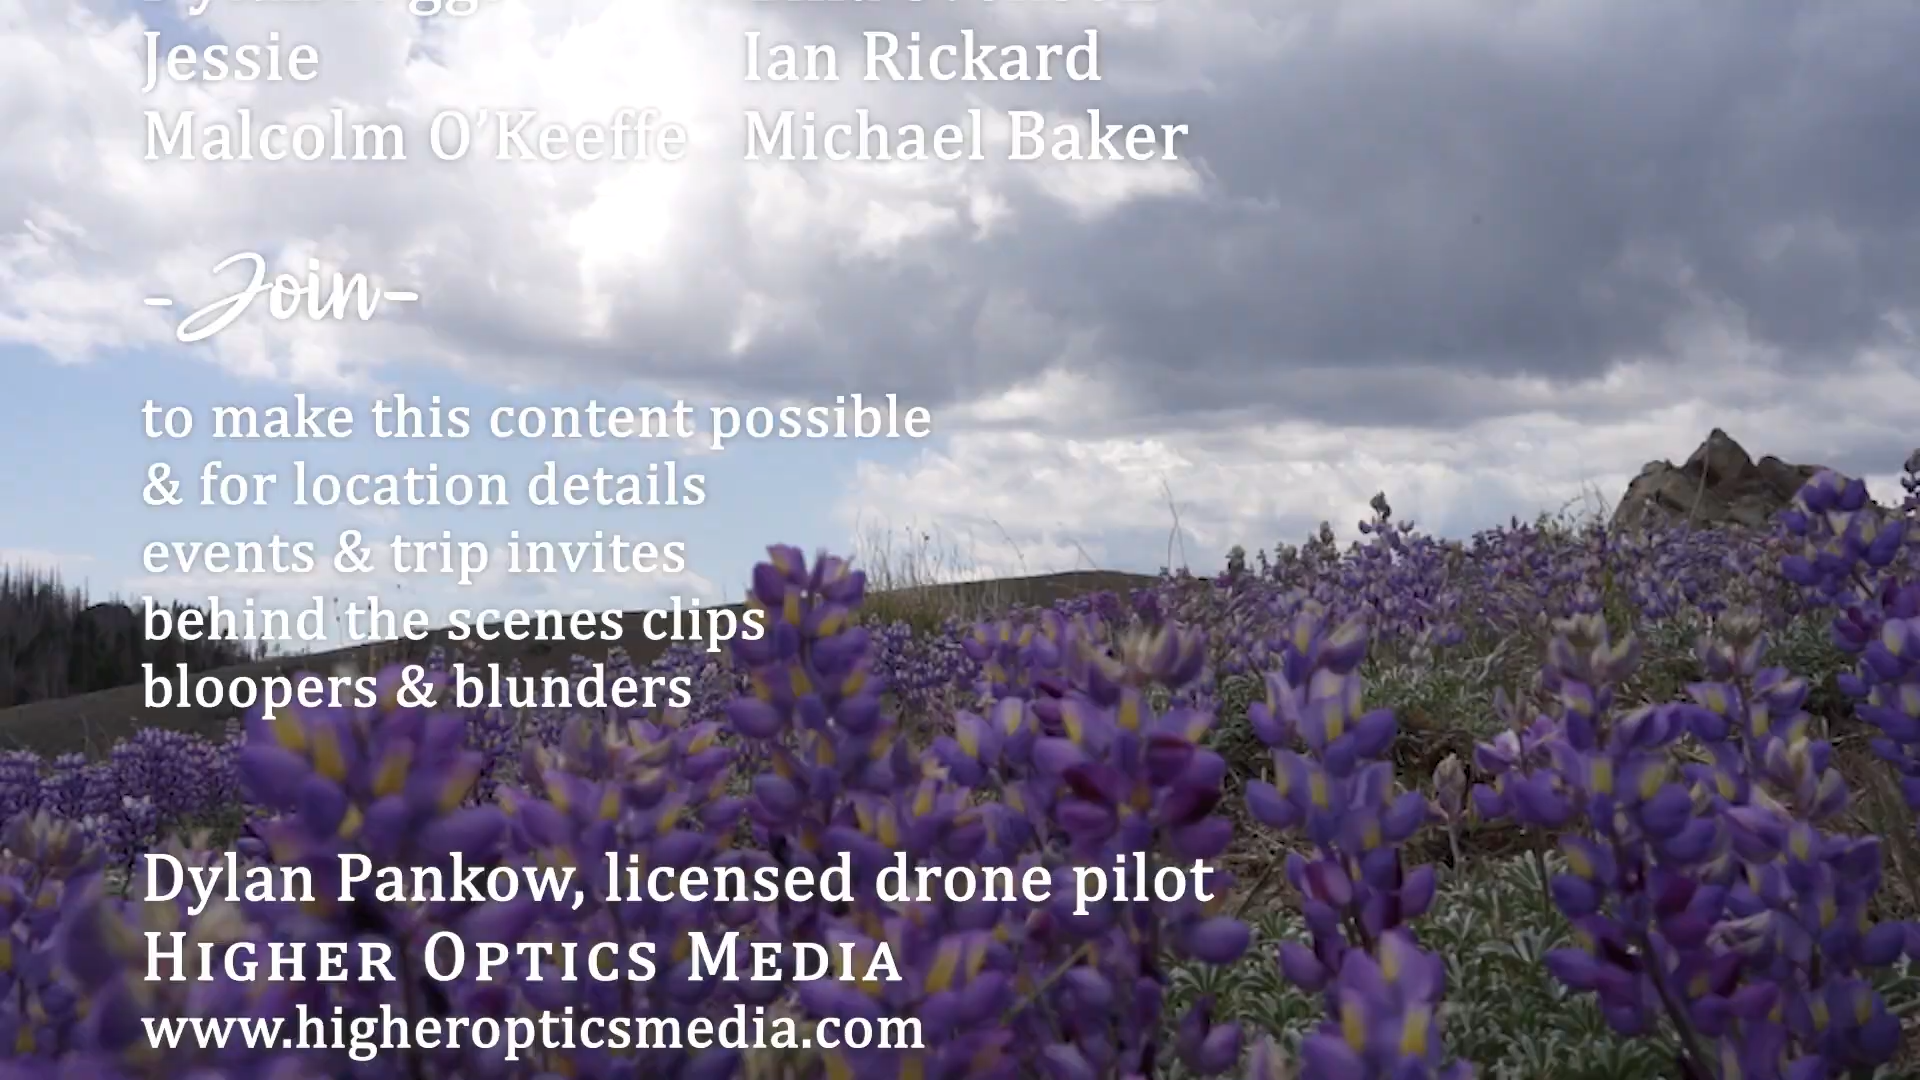 Jessie
Ian Rickard
Malcolm O'Keeffe
Michael Baker
-Join-
to make this content possible
& for location details
events & trip invites
behind the scenes clips
bloopers & blunders
Dylan Pankow, licensed drone pilot
HIGHER OPTICS MEDIA
www.higheropticsmedia.com